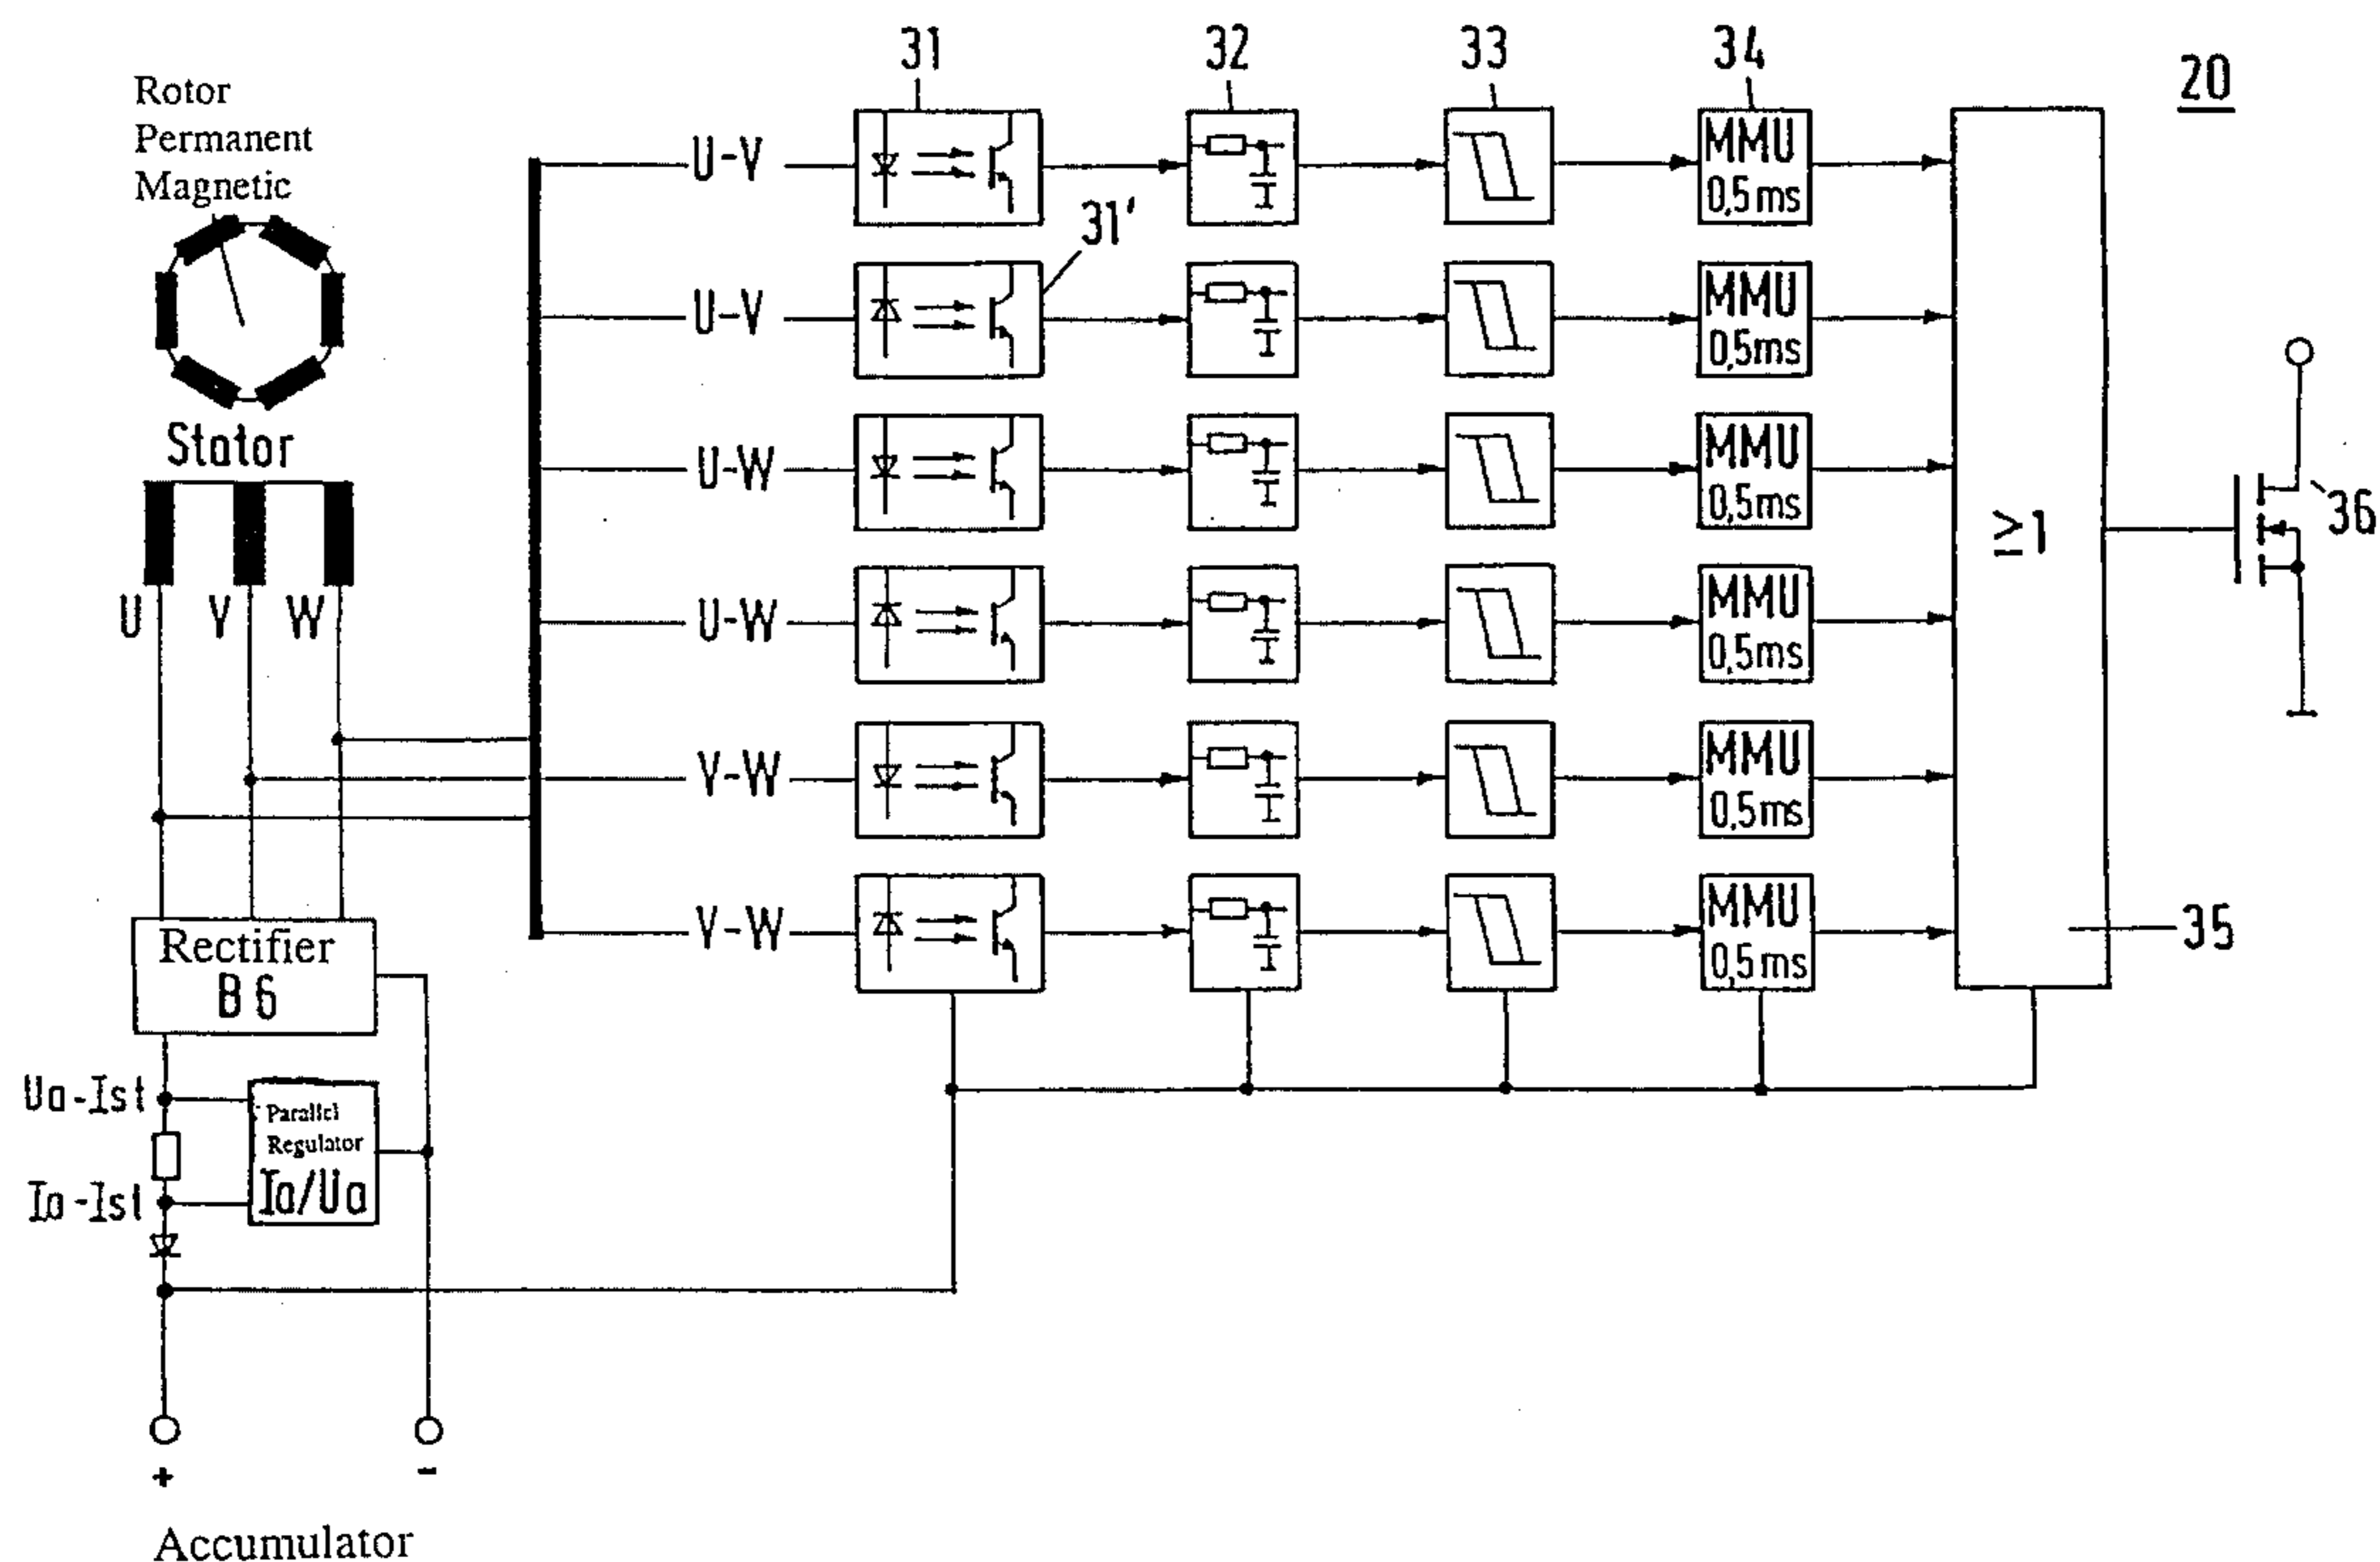 31
32
33
34
20
Rotor
Permanent
Magnetic
U-V
MMU
0,5ms
31'
U-V
MMU
0,5ms
Stator
U-W
MMU
0,5ms
≥1
36
U V W
U-W
MMU
0,5ms
V-W
MMU
0,5ms
V-W
MMU
0,5ms
35
Rectifier
B6
Ua-Ist
Parallel
Regulator
Ia/Ua
Ia-Ist
+ -
Accumulator